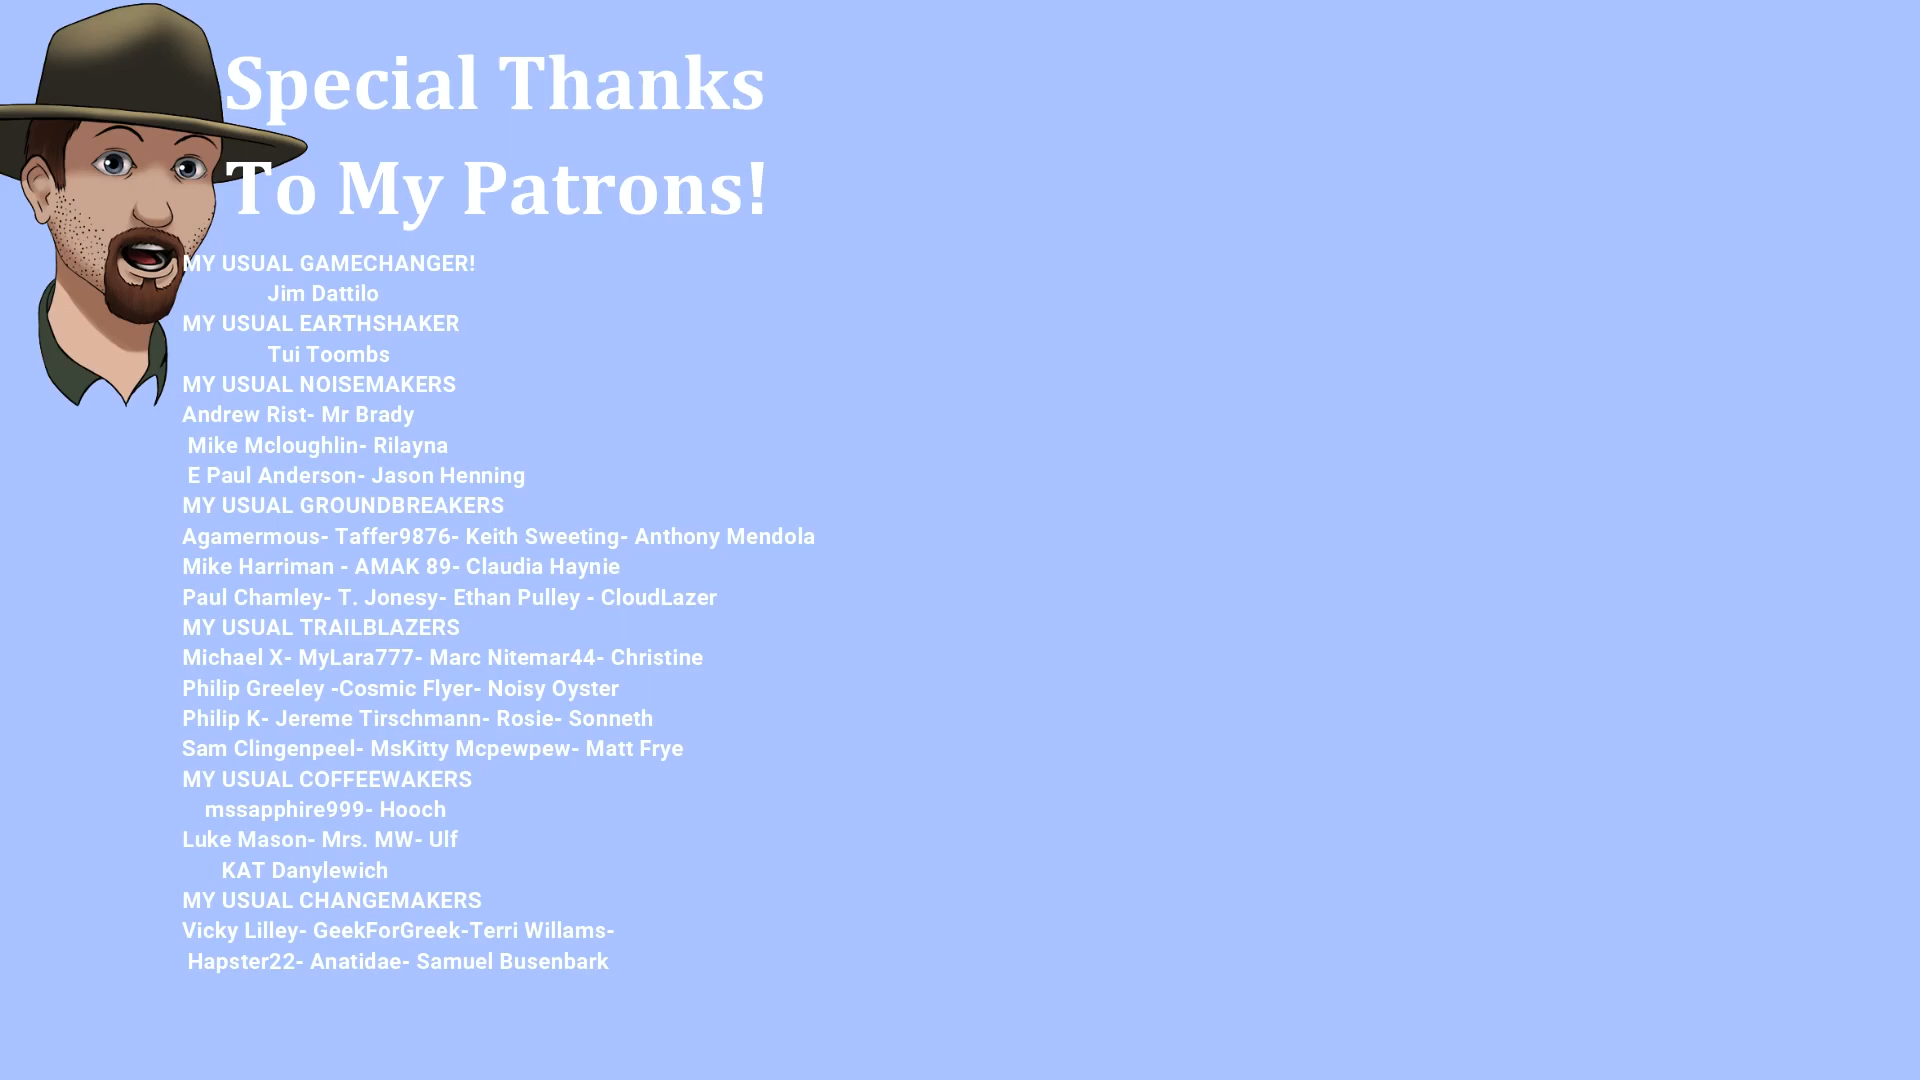 Special Thanks
To My Patrons!
MY USUAL GAMECHANGER!
Jim Dattilo
MY USUAL EARTHSHAKER
Tui Toombs
MY USUAL NOISEMAKERS
Andrew Rist- Mr Brady
Mike Mcloughlin- Rilayna
E Paul Anderson- Jason Henning
MY USUAL GROUNDBREAKERS
Agamermous- Taffer9876- Keith Sweeting- Anthony Mendola
Mike Harriman - AMAK 89- Claudia Haynie
Paul Chamley- T. Jonesy- Ethan Pulley - CloudLazer
MY USUAL TRAILBLAZERS
Michael X- MyLara777- Marc Nitemar44- Christine
Philip Greeley -Cosmic Flyer- Noisy Oyster
Philip K- Jereme Tirschmann- Rosie- Sonneth
Sam Clingenpeel- MsKitty Mcpewpew- Matt Frye
MY USUAL COFFEEWAKERS
mssapphire999- Hooch
Luke Mason- Mrs. MW- Ulf
KAT Danylewich
MY USUAL CHANGEMAKERS
Vicky Lilley- GeekForGreek-Terri Willams-
Hapster22- Anatidae- Samuel Busenbark